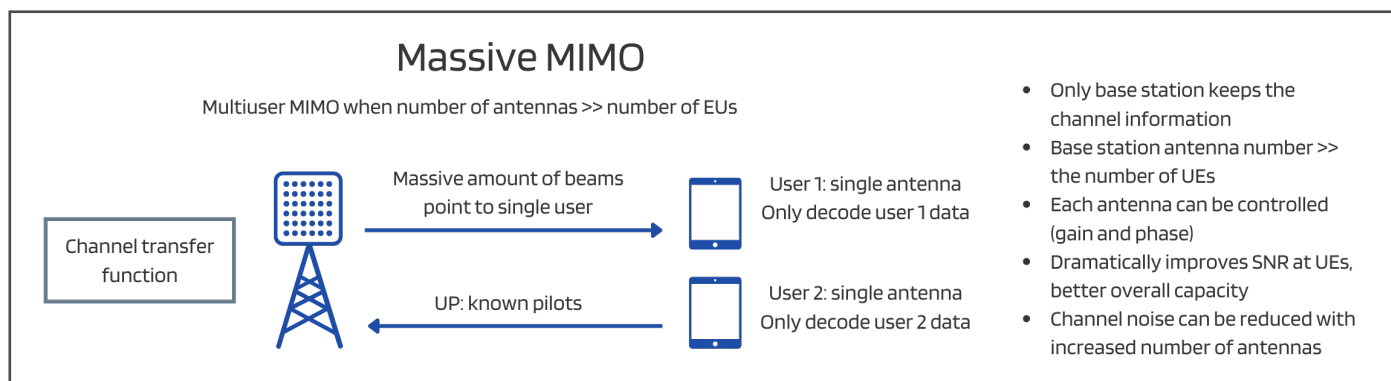 Massive MIMO
Multiuser MIMO when number of antennas >> number of EUs
Channel transfer
function
Massive amount of beams
point to single user
UP: known pilots
User 1: single antenna
Only decode user 1 data
User 2: single antenna
Only decode user 2 data
• Only base station keeps the
channel information
• Base station antenna number >>
the number of UEs
• Each antenna can be controlled
(gain and phase)
• Dramatically improves SNR at UEs,
better overall capacity
• Channel noise can be reduced with
increased number of antennas